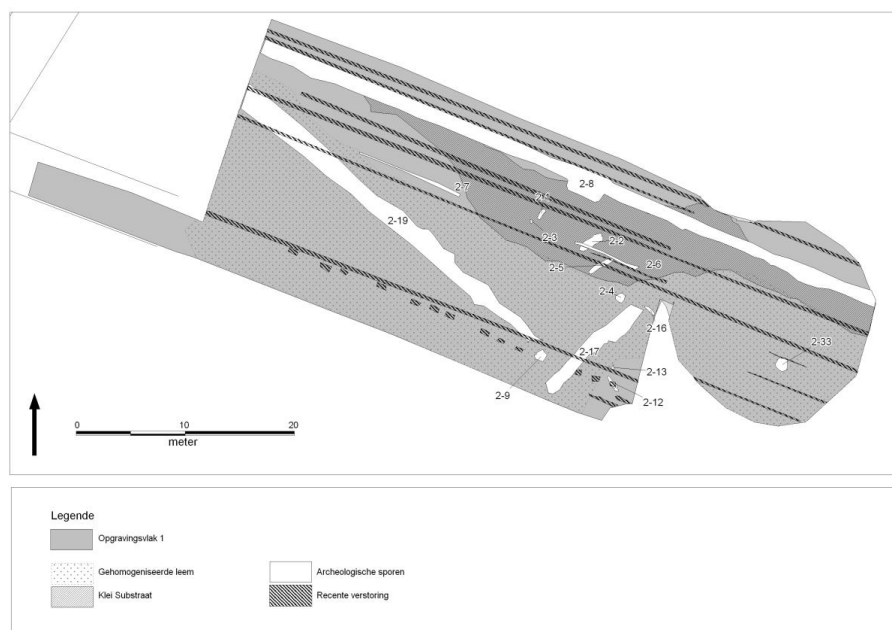 2-8
2-7
2-1
2-19
2-3
2-2
2-5
2-6
2-4
2-16
2-17
2-33
2-13
2-9
2-12
0
10
20
meter
Legende
Opgravingsvlak 1
Gehomogeniseerde leem
Archeologische sporen
Klei Substraat
Recente verstoring